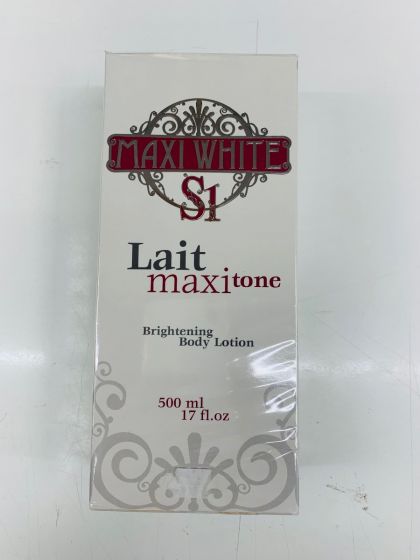 MAXI WHITE
S1
Lait
maxitone
Brightening
Body Lotion
500 ml
17 fl.oz